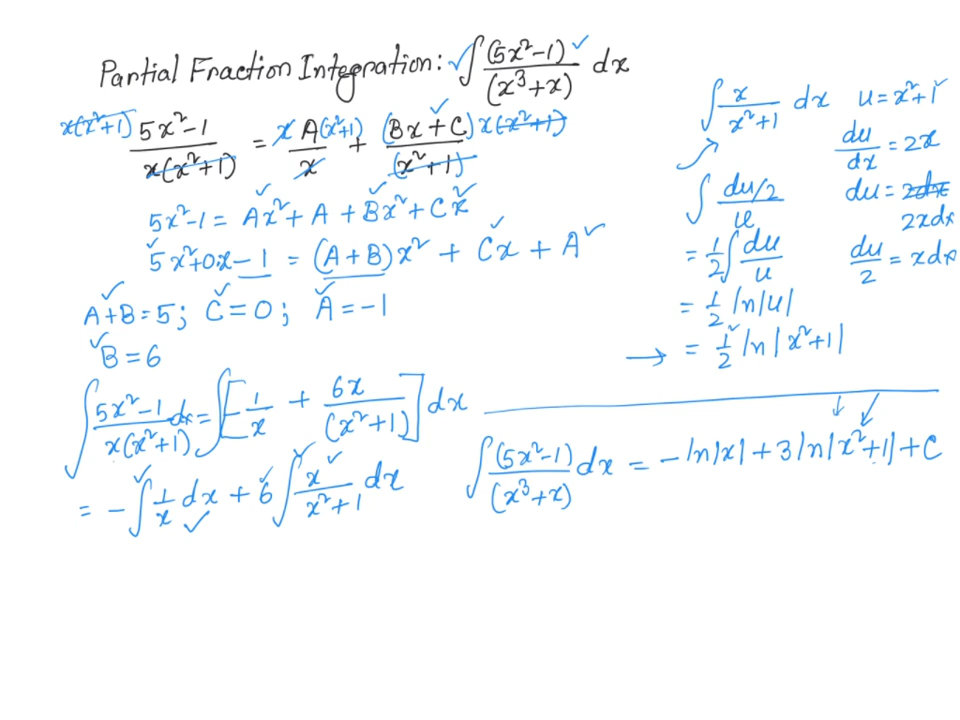 Partial Fraction Integration: ✓∫ (5x²-1)✓ / (x³+x) dx
x(x²+1) 5x²-1 / x(x²+1) = x A(x²+1) / x + (Bx+C) x(x²+1) / (x²+1)
5x²-1 = Ax² + A + Bx² + Cx
5x²+0x-1 = (A+B)x² + Cx + A
A+B=5; C=0; A=-1
B=6
∫ 5x²-1 / x(x²+1) dx = ∫[-1/x + 6x/(x²+1)] dx
= -∫ 1/x dx + 6∫ x/x²+1 dx
∫ x/x²+1 dx u=x²+1
du/dx = 2x
∫ du/2 / u du = 2dx
2xdx
= 1/2 ∫ du/u du/2 = xdx
= 1/2 ln|u|
→ = 1/2 ln|x²+1|
∫ (5x²-1)/(x³+x) dx = -ln|x| + 3ln|x²+1| + C